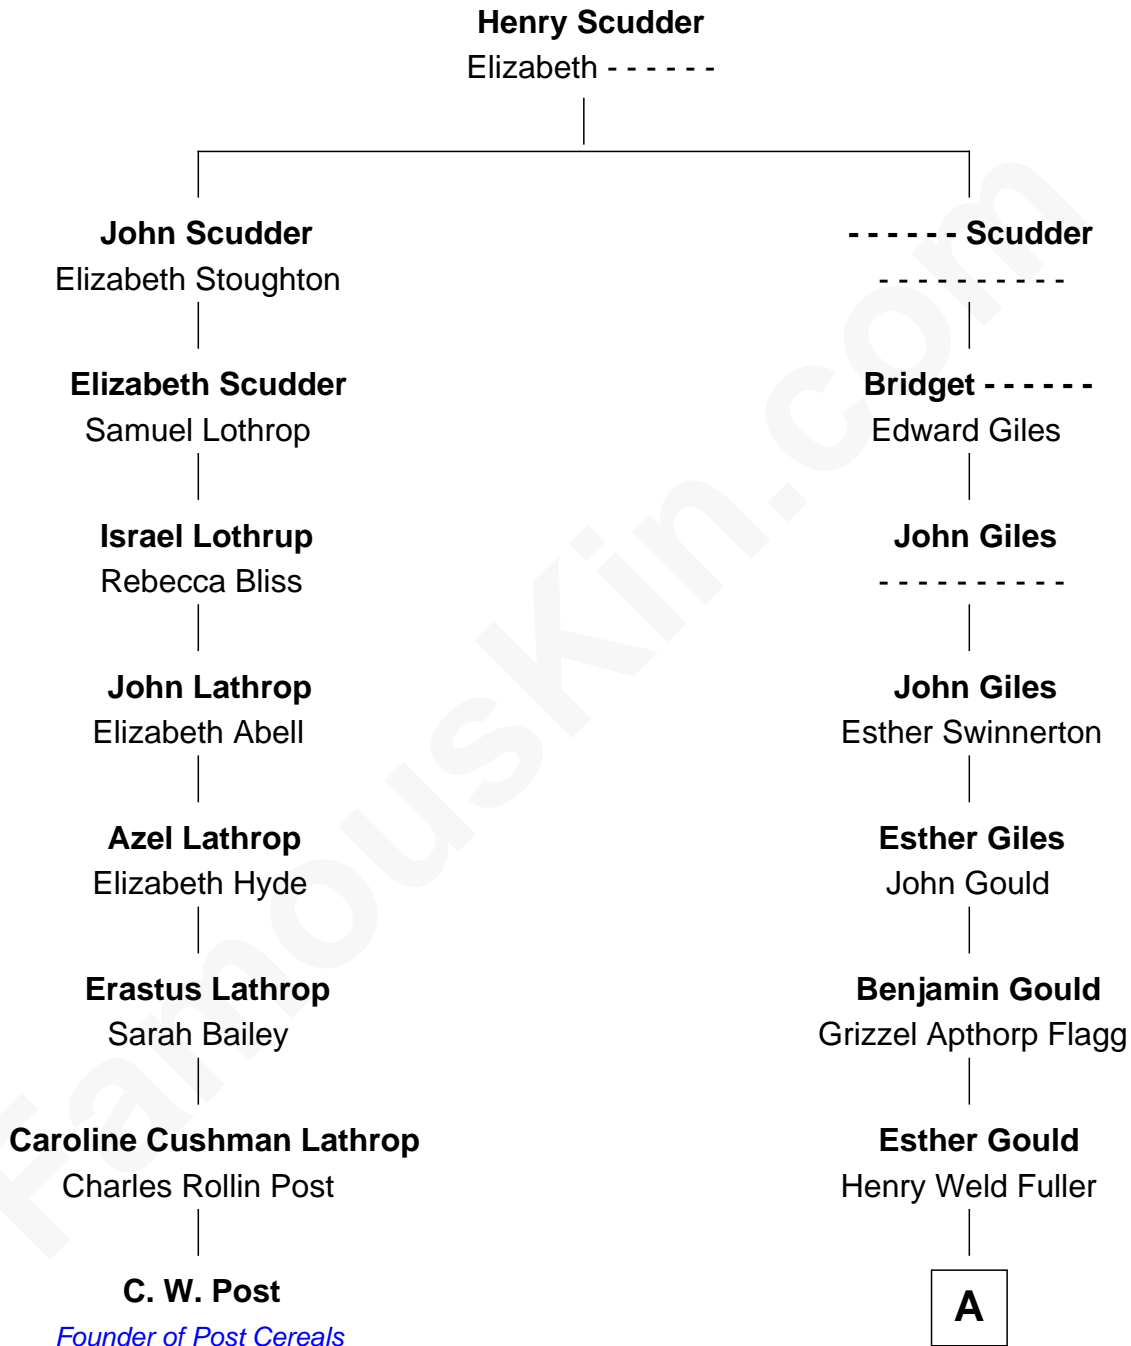 Henry Scudder
Elizabeth - - - - - -
John Scudder
Elizabeth Stoughton
- - - - - - Scudder
- - - - - - - - - -
Elizabeth Scudder
Samuel Lothrop
Bridget - - - - - -
Edward Giles
Israel Lothrup
Rebecca Bliss
John Giles
- - - - - - - - - -
John Lathrop
Elizabeth Abell
John Giles
Esther Swinnerton
Azel Lathrop
Elizabeth Hyde
Esther Giles
John Gould
Erastus Lathrop
Sarah Bailey
Benjamin Gould
Grizzel Apthorp Flagg
Caroline Cushman Lathrop
Charles Rollin Post
Esther Gould
Henry Weld Fuller
C. W. Post
Founder of Post Cereals
A
FamousKin.com